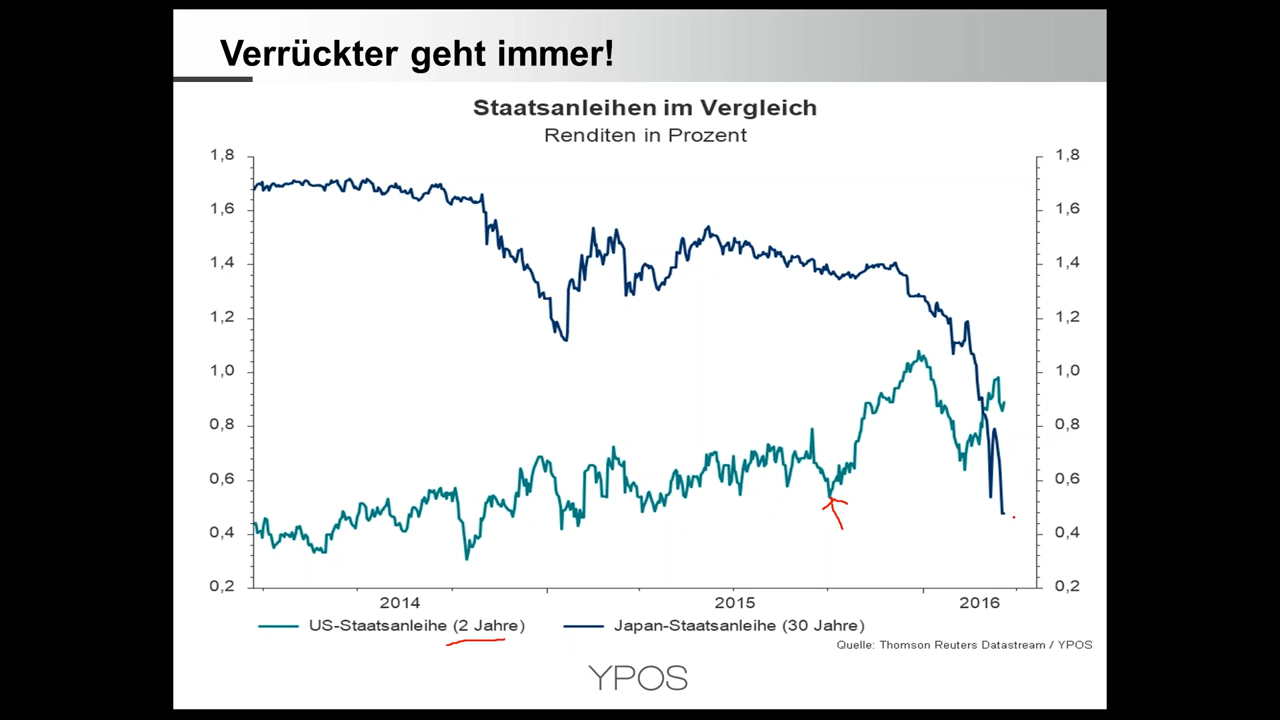 Verrückter geht immer!
Staatsanleihen im Vergleich
Renditen in Prozent
1,8 1,8
1,6 1,6
1,4 1,4
1,2 1,2
1,0 1,0
0,8 0,8
0,6 0,6
0,4 0,4
0,2 0,2
2014 2015 2016
US-Staatsanleihe (2 Jahre) Japan-Staatsanleihe (30 Jahre)
Quelle: Thomson Reuters Datastream / YPOS
YPOS